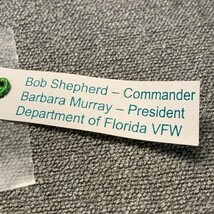 Bob Shepherd – Commander
Barbara Murray – President
Department of Florida VFW